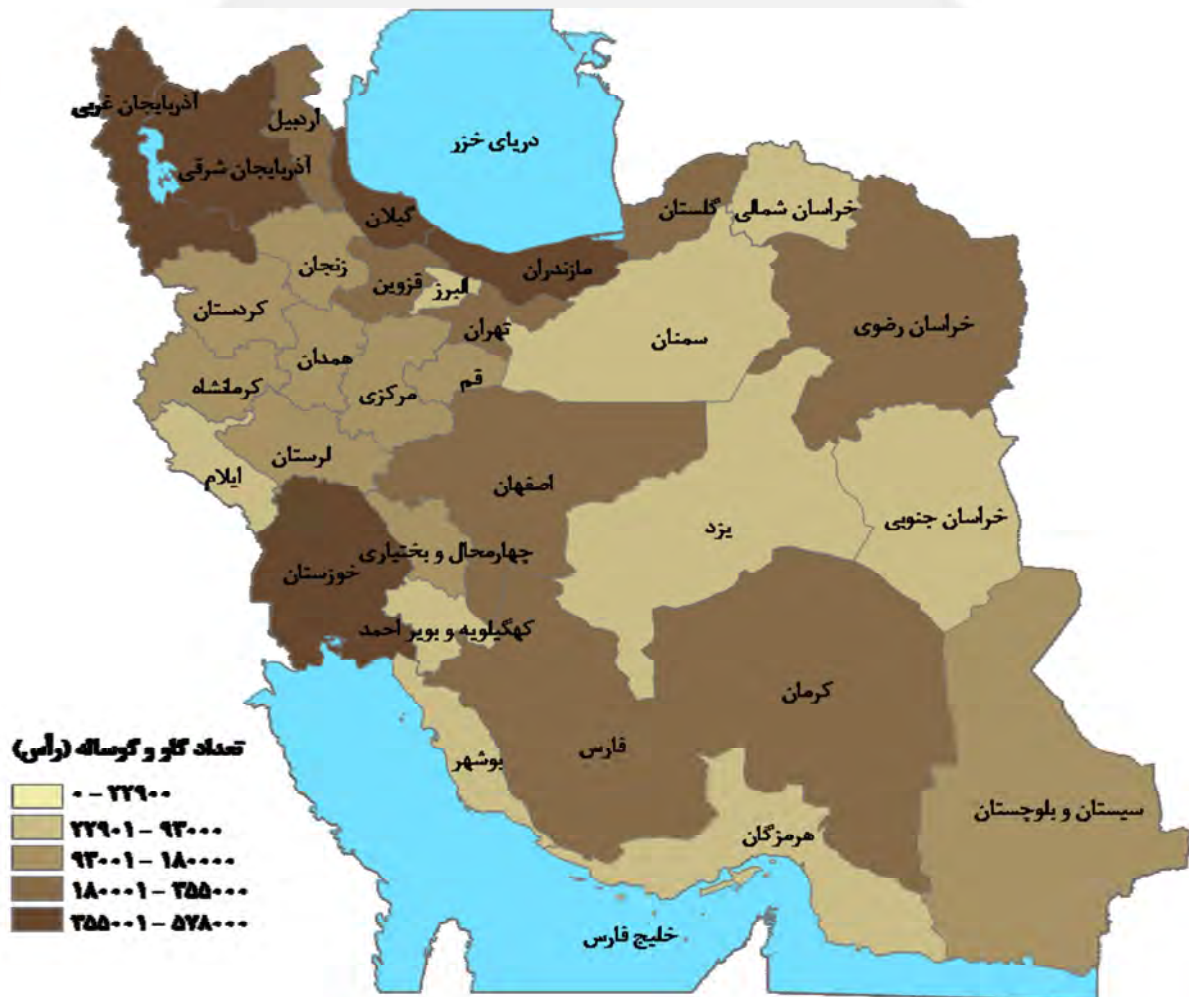 آذربایجان غربی
اردبیل
دریای خزر
آذربایجان شرقی
گیلان
گلستان
خراسان شمالی
زنجان
قزوین
البرز
مازندران
کردستان
تهران
سمنان
خراسان رضوی
همدان
کرمانشاه
مرکزی
قم
لرستان
ایلام
اصفهان
خراسان جنوبی
یزد
چهارمحال و بختیاری
خوزستان
کهگیلویه و بویر احمد
کرمان
فارس
بوشهر
سیستان و بلوچستان
هرمزگان
خلیج فارس
تعداد گاو و گوساله (رأس)
۰ – ۲۲۹۰۰
۲۲۹۰۱ – ۹۳۰۰۰
۹۳۰۰۱ – ۱۸۰۰۰۰
۱۸۰۰۰۱ – ۳۵۵۰۰۰
۳۵۵۰۰۱ – ۵۷۸۰۰۰